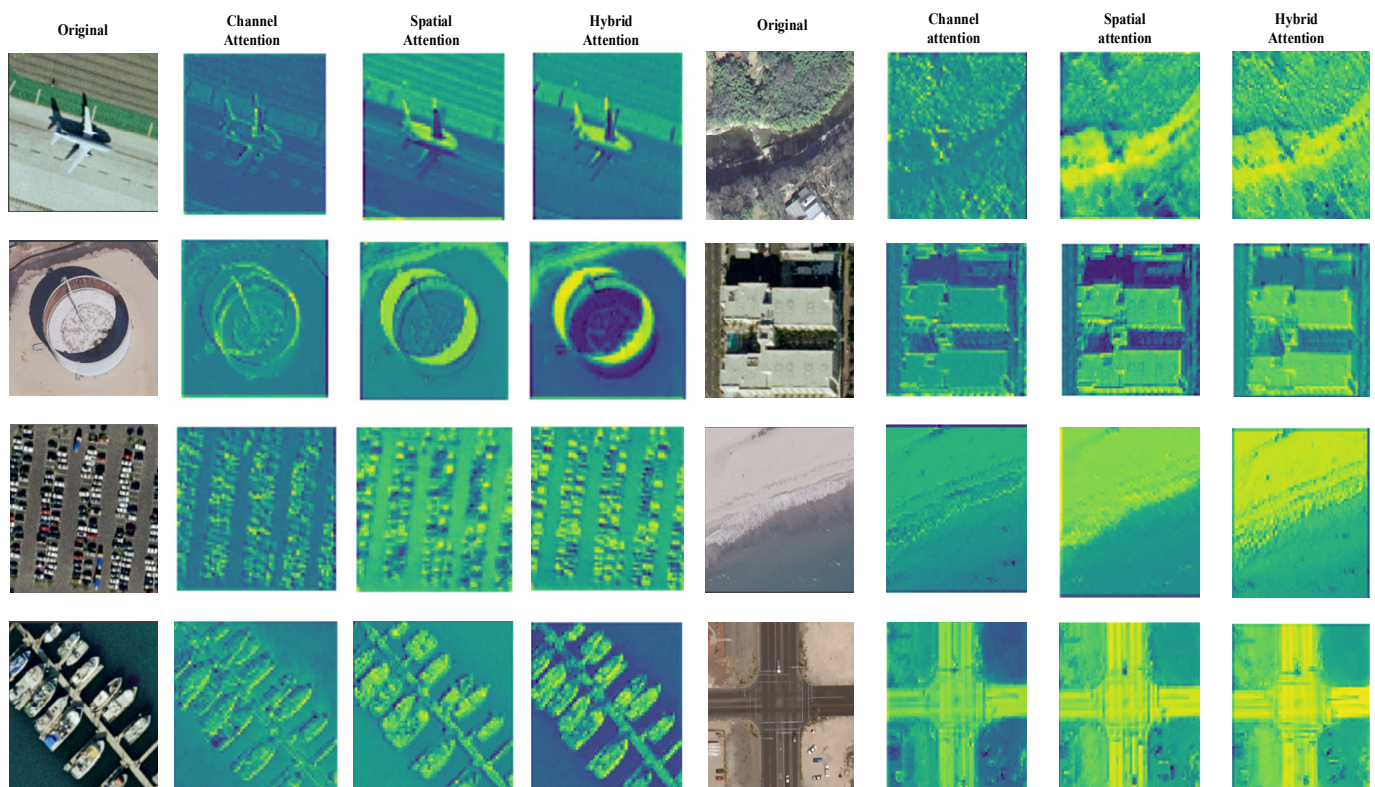 Original
Channel
Attention
Spatial
Attention
Hybrid
Attention
Original
Channel
attention
Spatial
attention
Hybrid
Attention